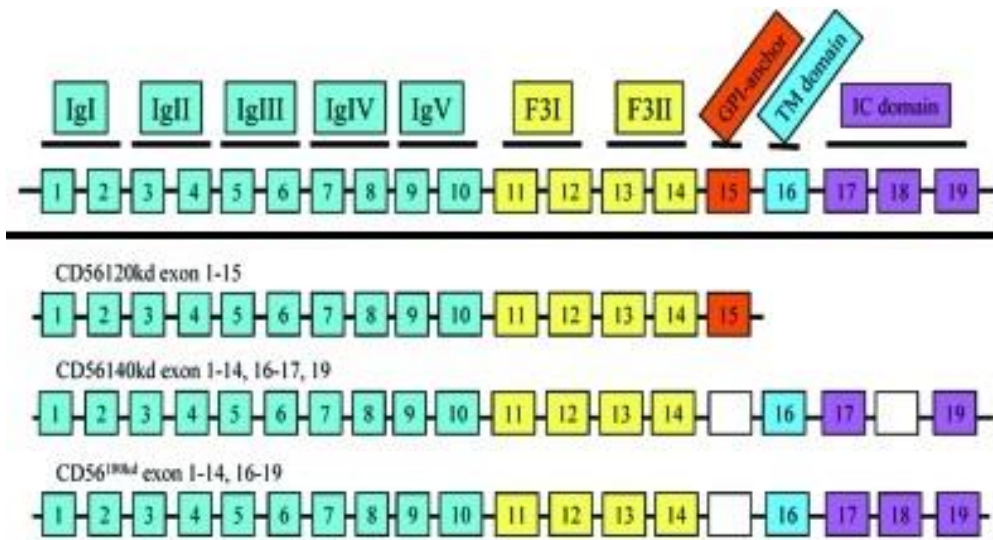 IgI IgII IgIII IgIV IgV F3I F3II GPI-anchor TM domain IC domain
1 2 3 4 5 6 7 8 9 10 11 12 13 14 15 16 17 18 19
CD56120kd exon 1-15
1 2 3 4 5 6 7 8 9 10 11 12 13 14 15
CD56140kd exon 1-14, 16-17, 19
1 2 3 4 5 6 7 8 9 10 11 12 13 14 16 17 19
CD56180kd exon 1-14, 16-19
1 2 3 4 5 6 7 8 9 10 11 12 13 14 16 17 18 19